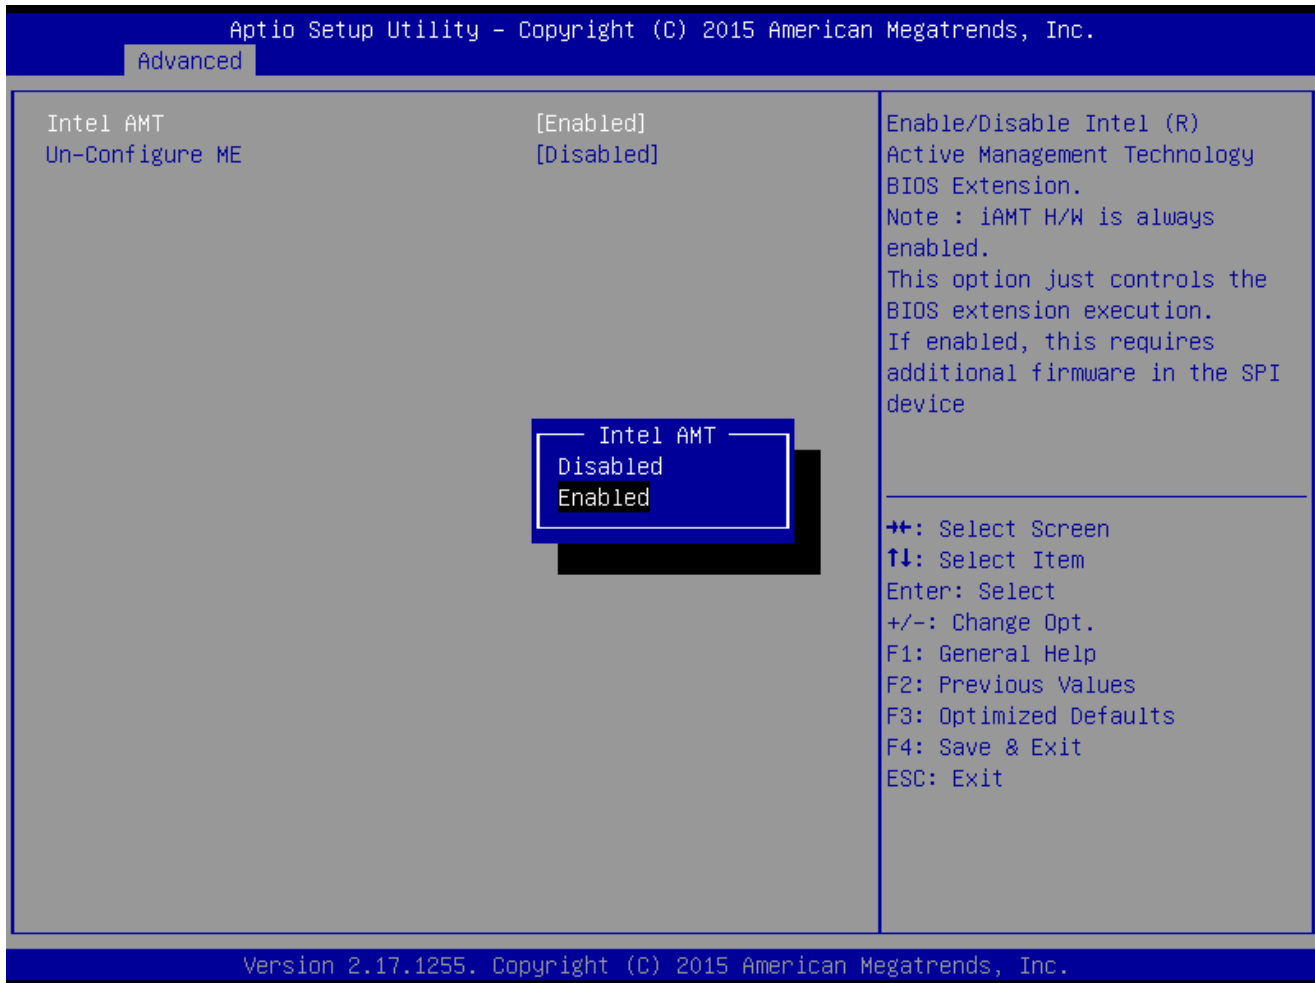 Aptio Setup Utility – Copyright (C) 2015 American Megatrends, Inc.
Advanced
Intel AMT [Enabled]
Un-Configure ME [Disabled]
Enable/Disable Intel (R)
Active Management Technology
BIOS Extension.
Note : iAMT H/W is always
enabled.
This option just controls the
BIOS extension execution.
If enabled, this requires
additional firmware in the SPI
device
Intel AMT
Disabled
Enabled
→←: Select Screen
↑↓: Select Item
Enter: Select
+/-: Change Opt.
F1: General Help
F2: Previous Values
F3: Optimized Defaults
F4: Save & Exit
ESC: Exit
Version 2.17.1255. Copyright (C) 2015 American Megatrends, Inc.